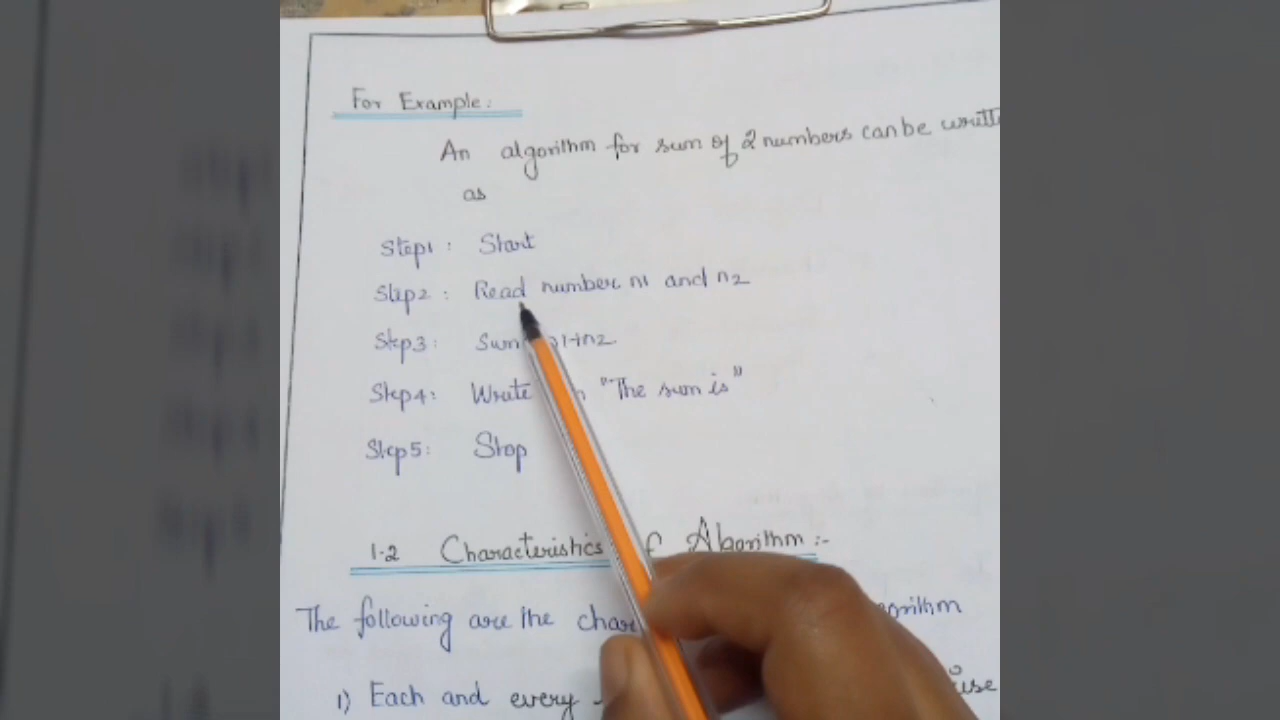 For Example:
An algorithm for sum of 2 numbers can be
as
Step1 : Start
Step2 : Read number n1 and n2
Step3 :
Step4: Write "The sum is"
Step5: Stop
1.2 Characteristics Algorithm :-
The following are the
1) Each and every